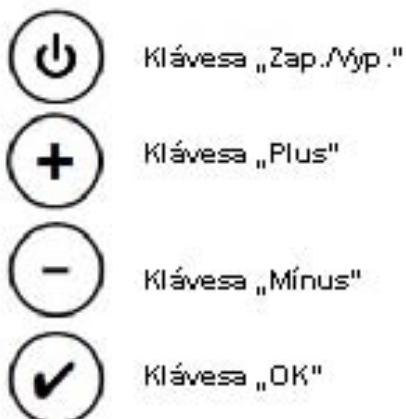 Klávesa „Zap./Vyp."
Klávesa „Plus"
Klávesa „Mínus"
Klávesa „OK"